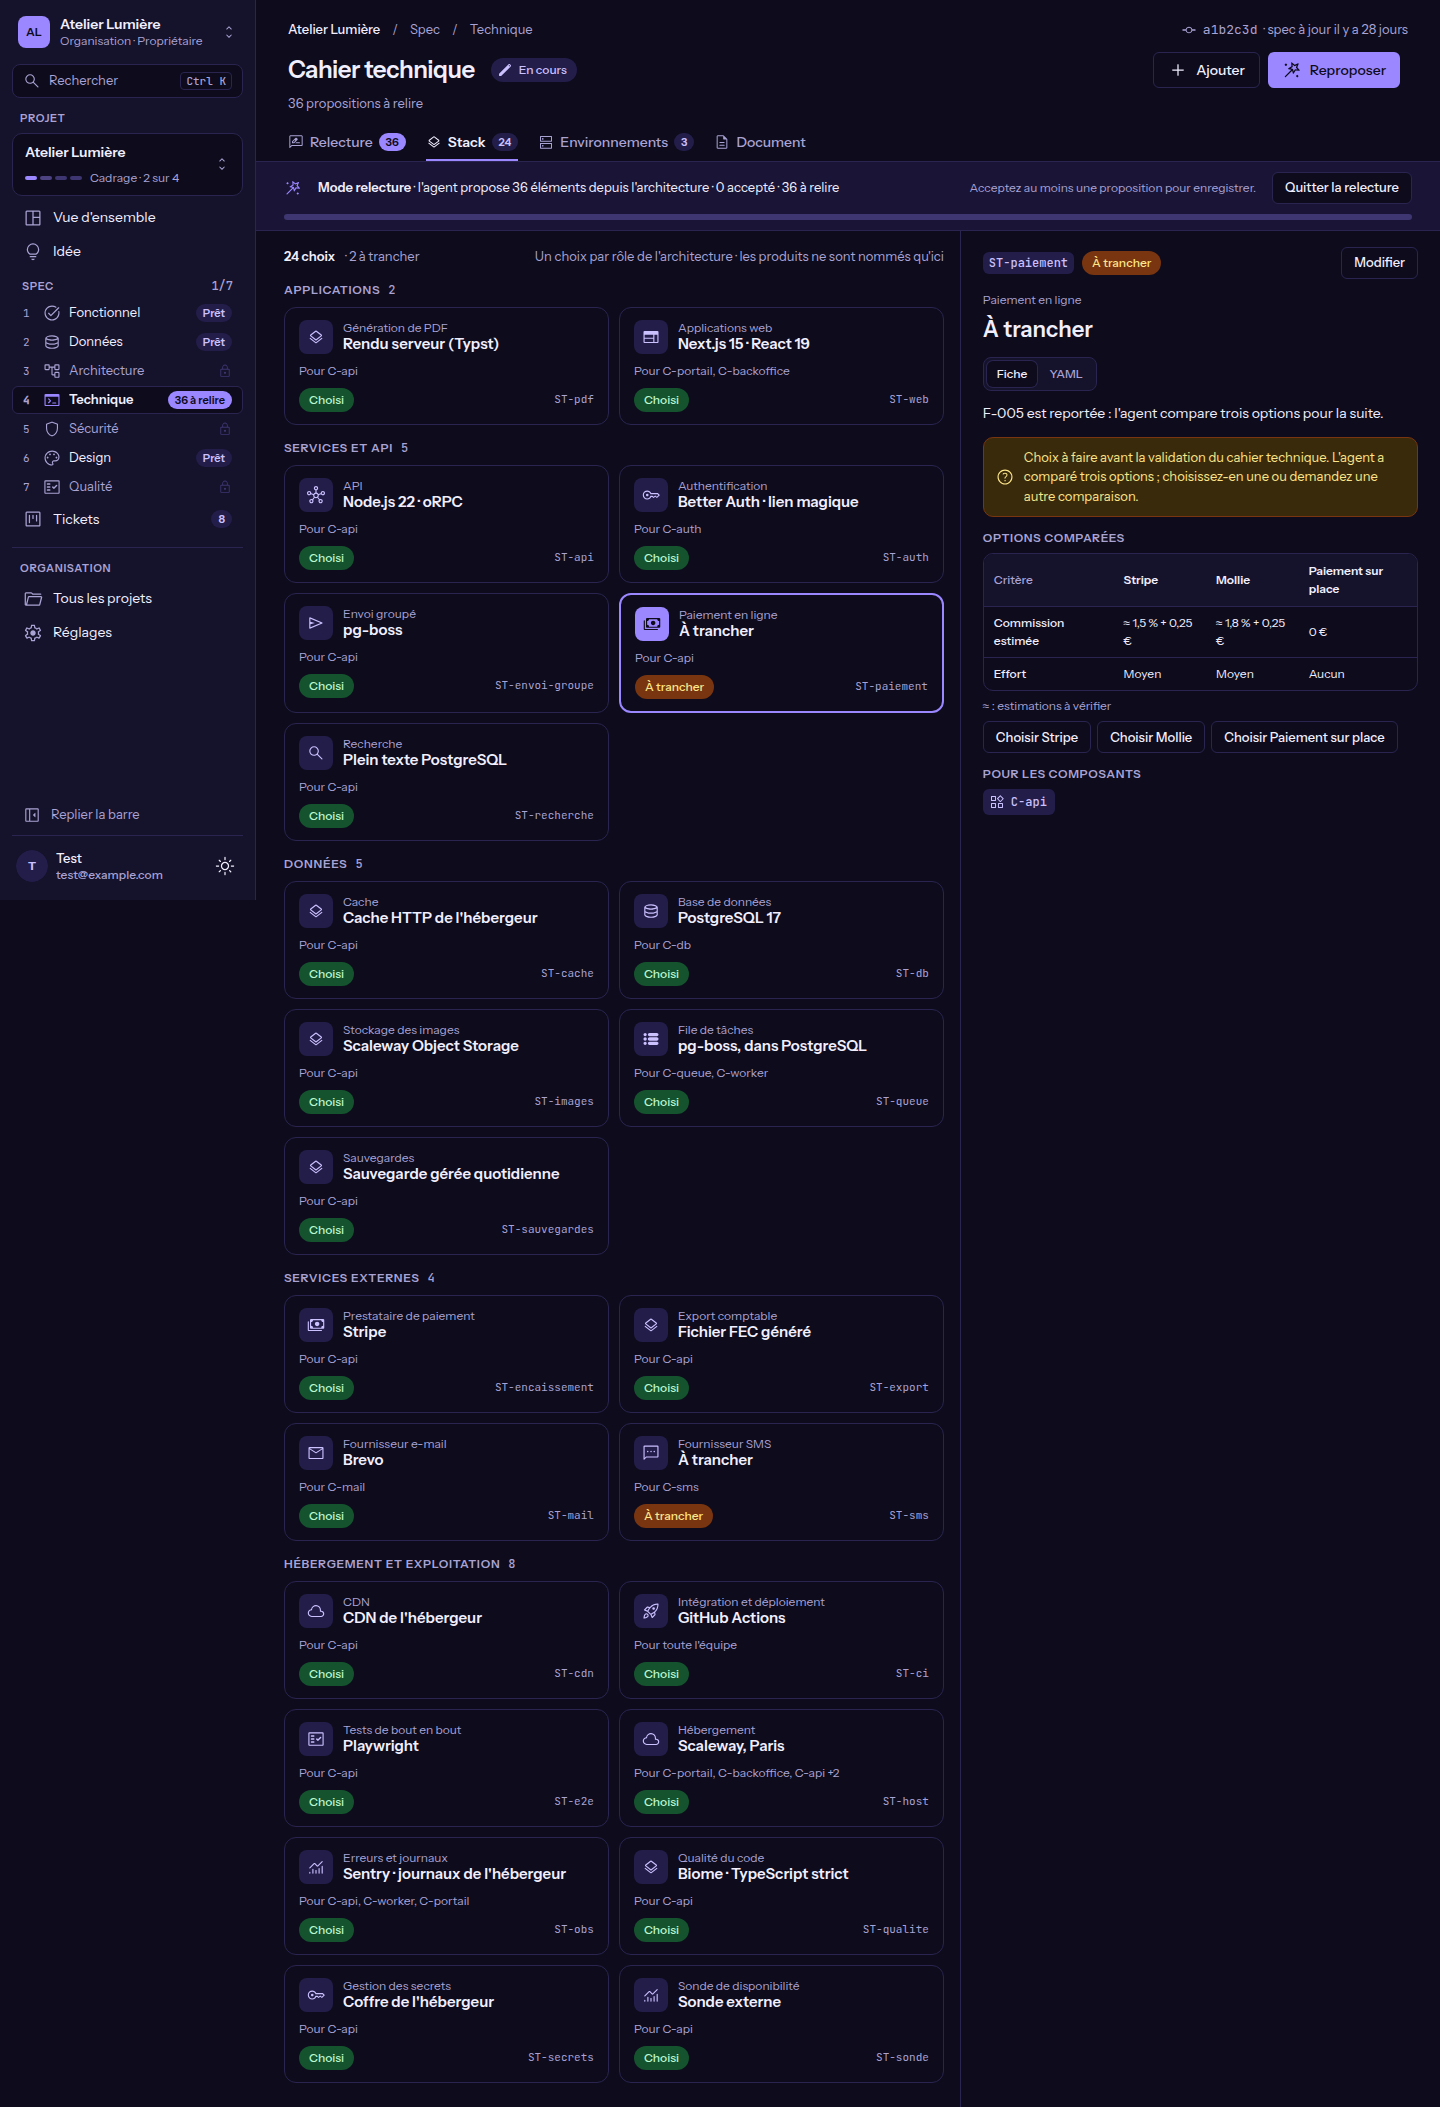 AL
Atelier Lumière
Organisation · Propriétaire
Rechercher
Ctrl K
PROJET
Atelier Lumière
Cadrage · 2 sur 4
Vue d'ensemble
Idée
SPEC 1/7
1 Fonctionnel Prêt
2 Données Prêt
3 Architecture
4 Technique 36 à relire
5 Sécurité
6 Design Prêt
7 Qualité
Tickets 8
ORGANISATION
Tous les projets
Réglages
Replier la barre
T
Test
test@example.com
Atelier Lumière / Spec / Technique
a1b2c3d · spec à jour il y a 28 jours
Cahier technique
En cours
Ajouter
Reproposer
36 propositions à relire
Relecture 36
Stack 24
Environnements 3
Document
Mode relecture · l'agent propose 36 éléments depuis l'architecture · 0 accepté · 36 à relire
Acceptez au moins une proposition pour enregistrer.
Quitter la relecture
24 choix · 2 à trancher
Un choix par rôle de l'architecture · les produits ne sont nommés qu'ici
APPLICATIONS 2
Génération de PDF
Rendu serveur (Typst)
Pour C-api
Choisi ST-pdf
Applications web
Next.js 15 · React 19
Pour C-portail, C-backoffice
Choisi ST-web
SERVICES ET API 5
API
Node.js 22 · oRPC
Pour C-api
Choisi ST-api
Authentification
Better Auth · lien magique
Pour C-auth
Choisi ST-auth
Envoi groupé
pg-boss
Pour C-api
Choisi ST-envoi-groupe
Paiement en ligne
À trancher
Pour C-api
À trancher ST-paiement
Recherche
Plein texte PostgreSQL
Pour C-api
Choisi ST-recherche
DONNÉES 5
Cache
Cache HTTP de l'hébergeur
Pour C-api
Choisi ST-cache
Base de données
PostgreSQL 17
Pour C-db
Choisi ST-db
Stockage des images
Scaleway Object Storage
Pour C-api
Choisi ST-images
File de tâches
pg-boss, dans PostgreSQL
Pour C-queue, C-worker
Choisi ST-queue
Sauvegardes
Sauvegarde gérée quotidienne
Pour C-api
Choisi ST-sauvegardes
SERVICES EXTERNES 4
Prestataire de paiement
Stripe
Pour C-api
Choisi ST-encaissement
Export comptable
Fichier FEC généré
Pour C-api
Choisi ST-export
Fournisseur e-mail
Brevo
Pour C-mail
Choisi ST-mail
Fournisseur SMS
À trancher
Pour C-sms
À trancher ST-sms
HÉBERGEMENT ET EXPLOITATION 8
CDN
CDN de l'hébergeur
Pour C-api
Choisi ST-cdn
Intégration et déploiement
GitHub Actions
Pour toute l'équipe
Choisi ST-ci
Tests de bout en bout
Playwright
Pour C-api
Choisi ST-e2e
Hébergement
Scaleway, Paris
Pour C-portail, C-backoffice, C-api +2
Choisi ST-host
Erreurs et journaux
Sentry · journaux de l'hébergeur
Pour C-api, C-worker, C-portail
Choisi ST-obs
Qualité du code
Biome · TypeScript strict
Pour C-api
Choisi ST-qualite
Gestion des secrets
Coffre de l'hébergeur
Pour C-api
Choisi ST-secrets
Sonde de disponibilité
Sonde externe
Pour C-api
Choisi ST-sonde
ST-paiement À trancher
Modifier
Paiement en ligne
À trancher
Fiche YAML
F-005 est reportée : l'agent compare trois options pour la suite.
Choix à faire avant la validation du cahier technique. L'agent a
comparé trois options ; choisissez-en une ou demandez une
autre comparaison.
OPTIONS COMPARÉES
Critère Stripe Mollie Paiement sur
place
Commission ≈ 1,5 % + 0,25 ≈ 1,8 % + 0,25 0 €
estimée € €
Effort Moyen Moyen Aucun
≈ : estimations à vérifier
Choisir Stripe
Choisir Mollie
Choisir Paiement sur place
POUR LES COMPOSANTS
C-api